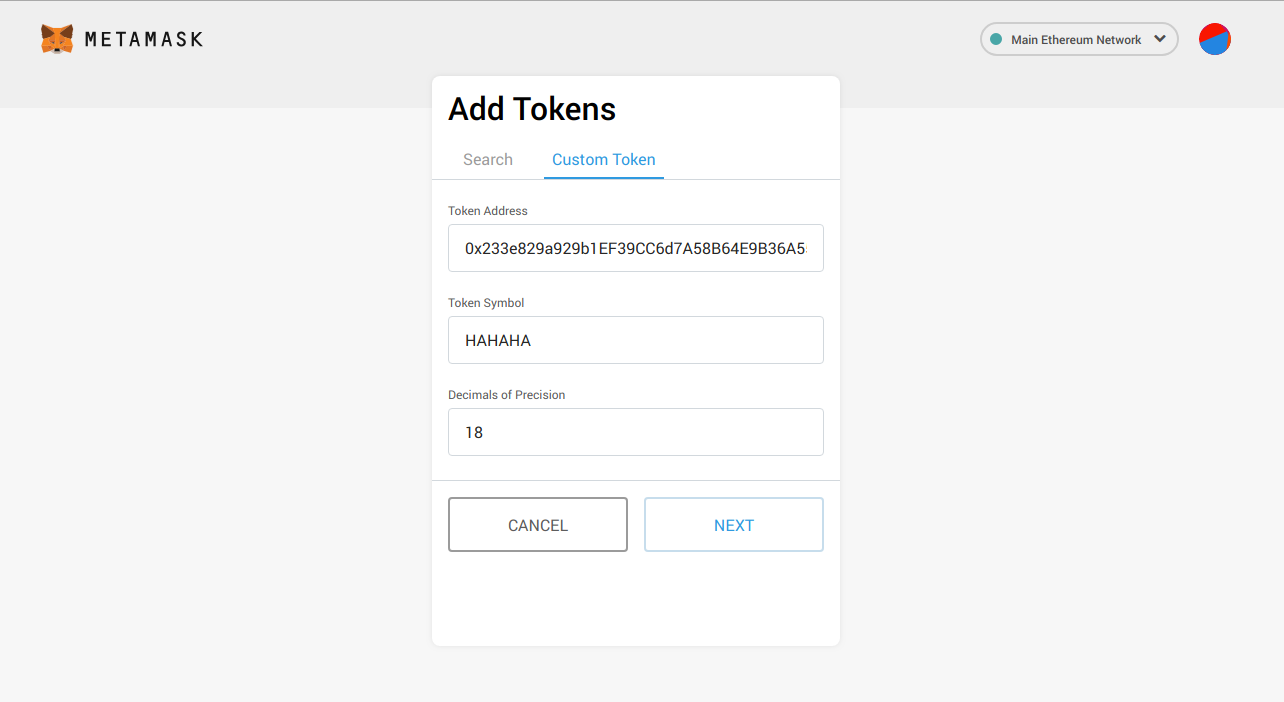 METAMASK
Main Ethereum Network
Add Tokens
Search
Custom Token
Token Address
0x233e829a929b1EF39CC6d7A58B64E9B36A5
Token Symbol
HAHAHA
Decimals of Precision
18
CANCEL
NEXT